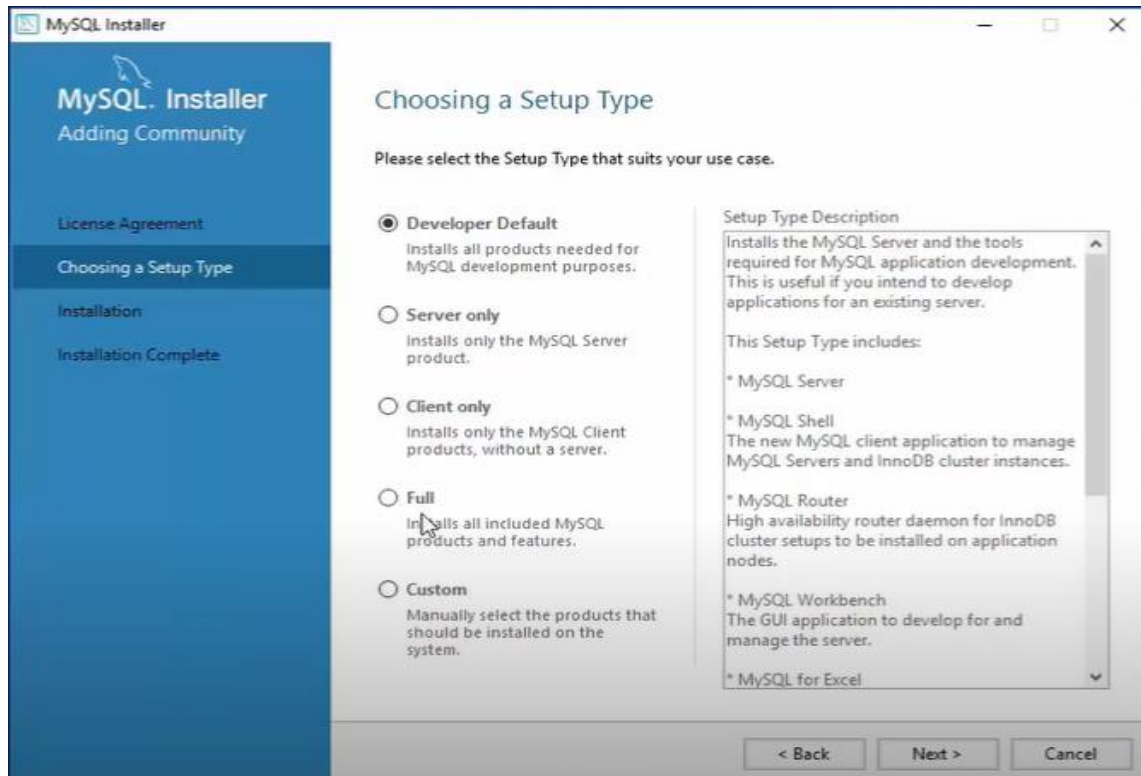 MySQL Installer
MySQL. Installer
Adding Community
License Agreement
Choosing a Setup Type
Installation
Installation Complete
Choosing a Setup Type
Please select the Setup Type that suits your use case.
Developer Default
Installs all products needed for
MySQL development purposes.
Server only
Installs only the MySQL Server
product.
Client only
Installs only the MySQL Client
products, without a server.
Full
Installs all included MySQL
products and features.
Custom
Manually select the products that
should be installed on the
system.
Setup Type Description
Installs the MySQL Server and the tools
required for MySQL application development.
This is useful if you intend to develop
applications for an existing server.
This Setup Type includes:
* MySQL Server
* MySQL Shell
The new MySQL client application to manage
MySQL Servers and InnoDB cluster instances.
* MySQL Router
High availability router daemon for InnoDB
cluster setups to be installed on application
nodes.
* MySQL Workbench
The GUI application to develop for and
manage the server.
* MySQL for Excel
< Back
Next >
Cancel